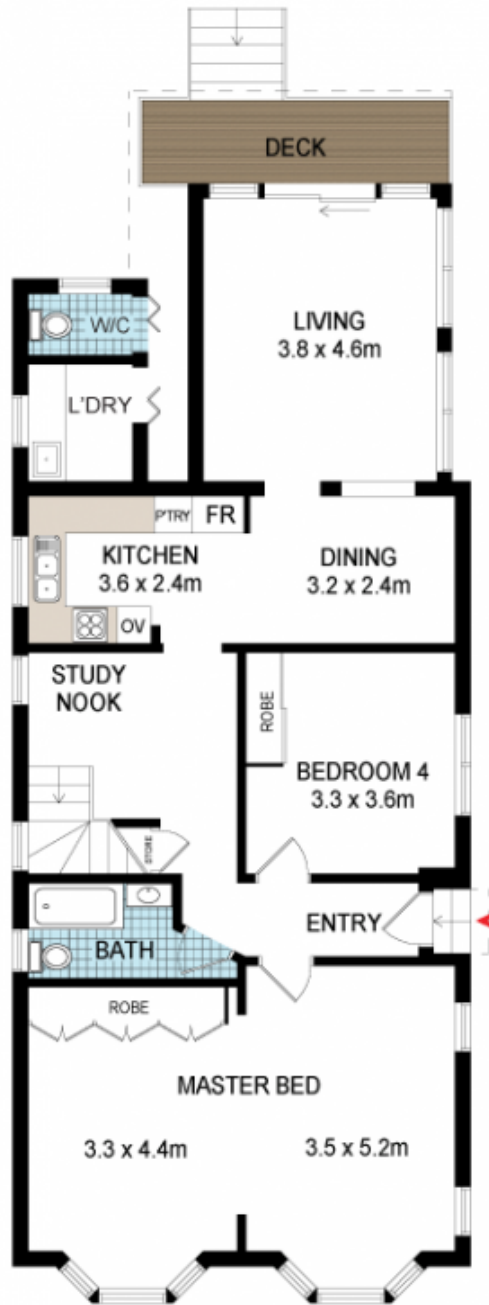 DECK
LIVING
3.8 x 4.6m
W/C
L'DRY
P'TRY
FR
KITCHEN
3.6 x 2.4m
DINING
3.2 x 2.4m
OV
STUDY
NOOK
ROBE
BEDROOM 4
3.3 x 3.6m
STORE
ENTRY
BATH
ROBE
MASTER BED
3.3 x 4.4m
3.5 x 5.2m